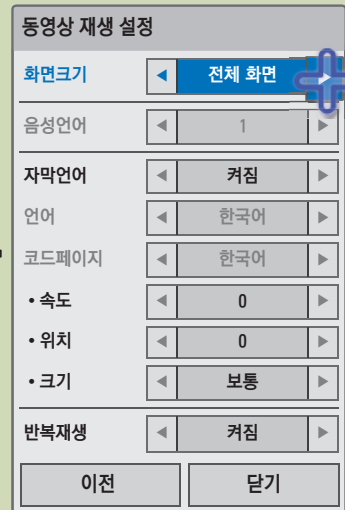 동영상 재생 설정
화면크기 ◀ 전체 화면 ▶
음성언어 ◀ 1 ▶
자막언어 ◀ 켜짐 ▶
언어 ◀ 한국어 ▶
코드페이지 ◀ 한국어 ▶
• 속도 ◀ 0 ▶
• 위치 ◀ 0 ▶
• 크기 ◀ 보통 ▶
반복재생 ◀ 켜짐 ▶
이전 닫기